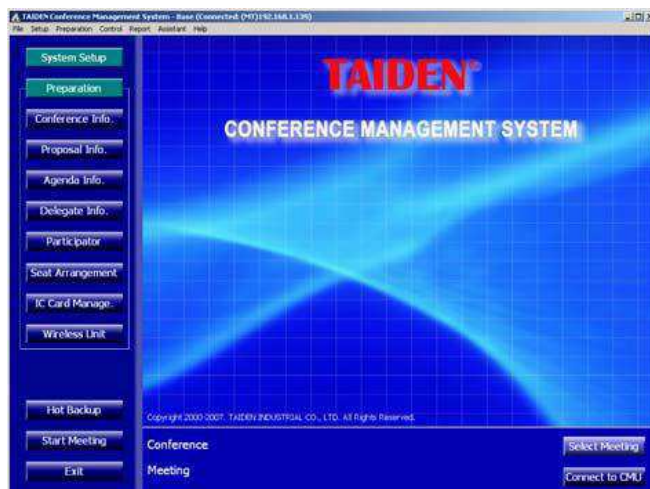 TAIDEN Conference Management System - Base (Connected: (MT)192.168.1.139)
File Setup Preparation Control Report Assistant Help
System Setup
Preparation
Conference Info.
Proposal Info.
Agenda Info.
Delegate Info.
Participator
Seat Arrangement
IC Card Manage.
Wireless Unit
Hot Backup
Start Meeting
Exit
TAIDEN®
CONFERENCE MANAGEMENT SYSTEM
Copyright 2000-2007. TAIDEN INDUSTRIAL CO., LTD. All Rights Reserved.
Conference
Meeting
Select Meeting
Connect to CMU